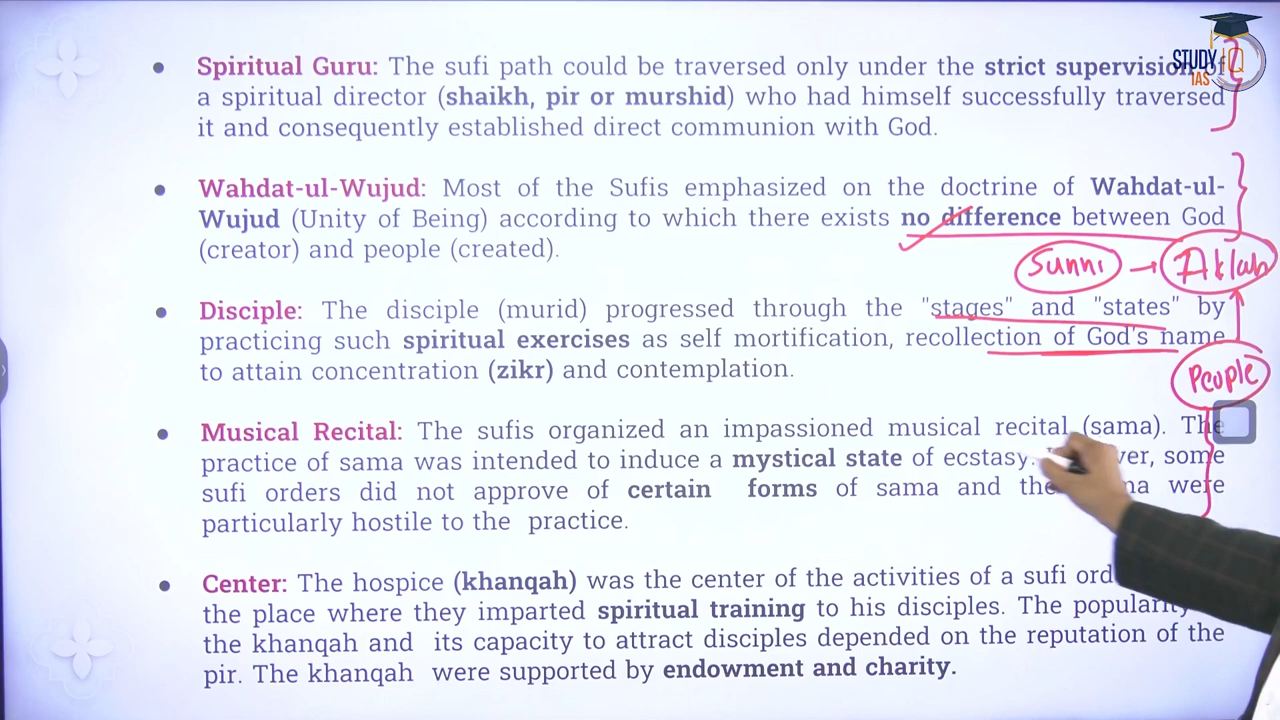 STUDY IQ
IAS
• Spiritual Guru: The sufi path could be traversed only under the strict supervision of
a spiritual director (shaikh, pir or murshid) who had himself successfully traversed
it and consequently established direct communion with God.
• Wahdat-ul-Wujud: Most of the Sufis emphasized on the doctrine of Wahdat-ul-
Wujud (Unity of Being) according to which there exists no difference between God
(creator) and people (created).
Sunni →
• Disciple: The disciple (murid) progressed through the "stages" and "states" by
practicing such spiritual exercises as self mortification, recollection of God's name
to attain concentration (zikr) and contemplation.
People
• Musical Recital: The sufis organized an impassioned musical recital (sama). The
practice of sama was intended to induce a mystical state of ecstasy. some
sufi orders did not approve of certain forms of sama and the were
particularly hostile to the practice.
• Center: The hospice (khanqah) was the center of the activities of a sufi
the place where they imparted spiritual training to his disciples. The popularity
the khanqah and its capacity to attract disciples depended on the reputation of the
pir. The khanqah were supported by endowment and charity.